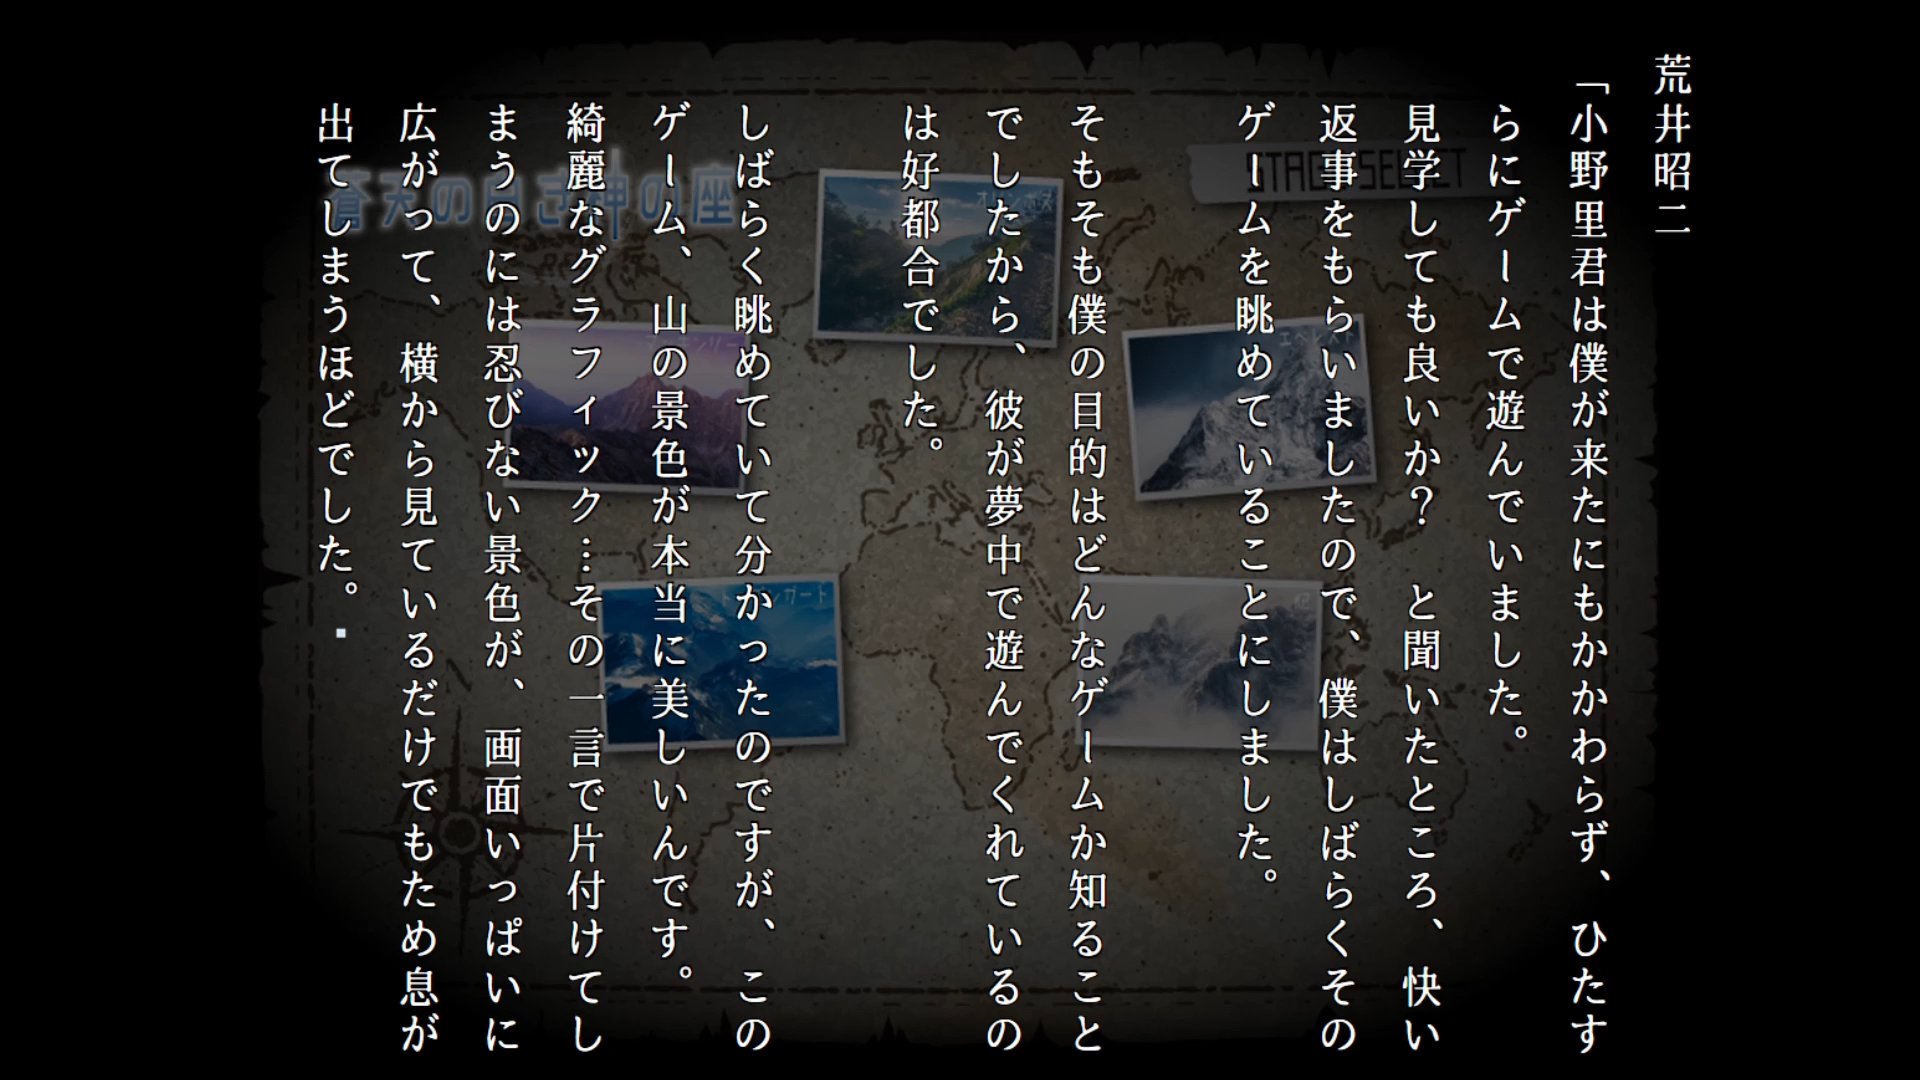 荒井昭二
「小野里君は僕が来たにもかかわらず、ひたす
らにゲームで遊んでいました。
見学しても良いか？　と聞いたところ、快い
返事をもらいましたので、僕はしばらくその
ゲームを眺めていることにしました。
そもそも僕の目的はどんなゲームか知ること
でしたから、彼が夢中で遊んでくれているの
は好都合でした。
しばらく眺めていて分かったのですが、この
ゲーム、山の景色が本当に美しいんです。
綺麗なグラフィック…その一言で片付けてし
まうのには忍びない景色が、画面いっぱいに
広がって、横から見ているだけでもため息が
出てしまうほどでした。
STAGE SELECT
エベレスト
K2